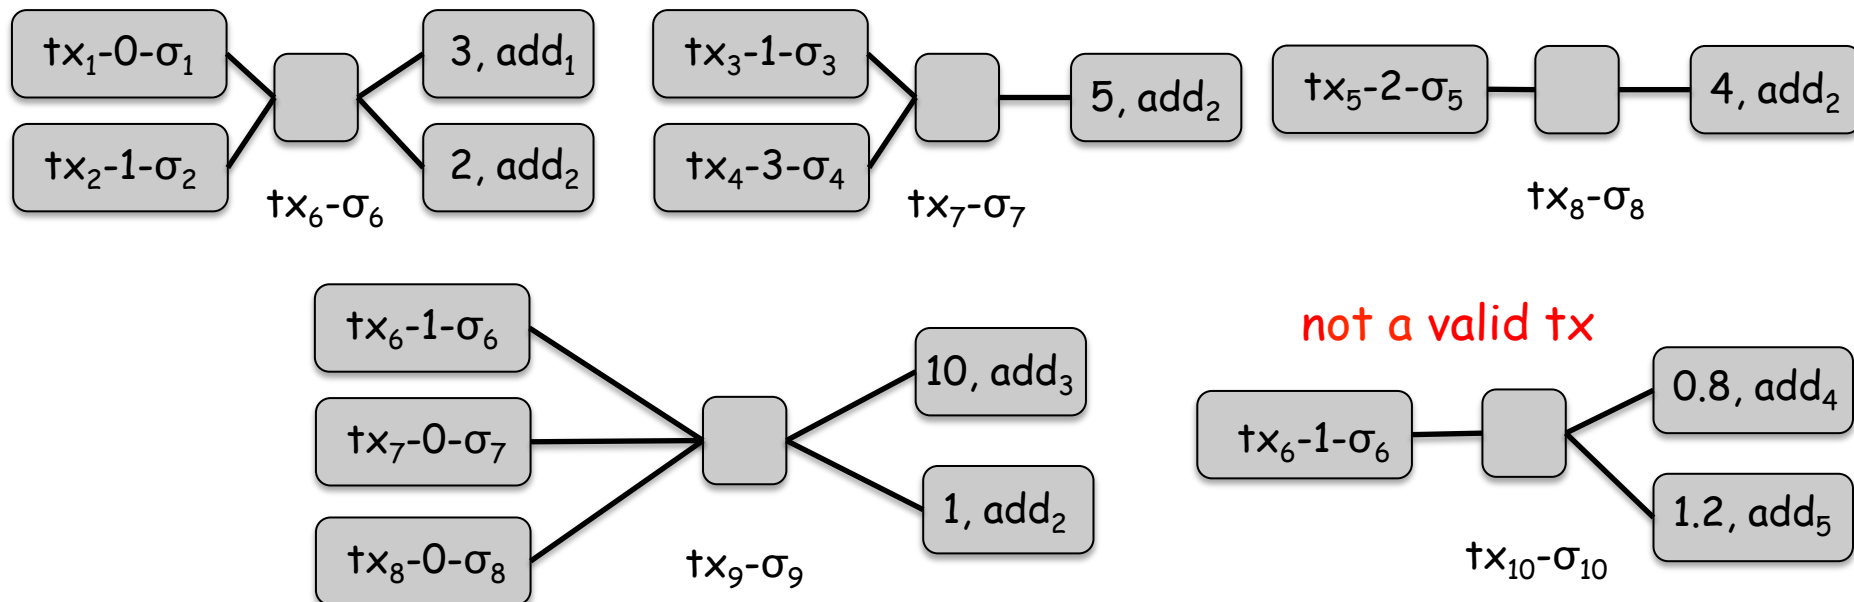 tx₁-0-σ₁
tx₂-1-σ₂
3, add₁
2, add₂
tx₆-σ₆
tx₃-1-σ₃
tx₄-3-σ₄
5, add₂
tx₇-σ₇
tx₅-2-σ₅
4, add₂
tx₈-σ₈
tx₆-1-σ₆
tx₇-0-σ₇
tx₈-0-σ₈
10, add₃
1, add₂
tx₉-σ₉
not a valid tx
tx₆-1-σ₆
0.8, add₄
1.2, add₅
tx₁₀-σ₁₀